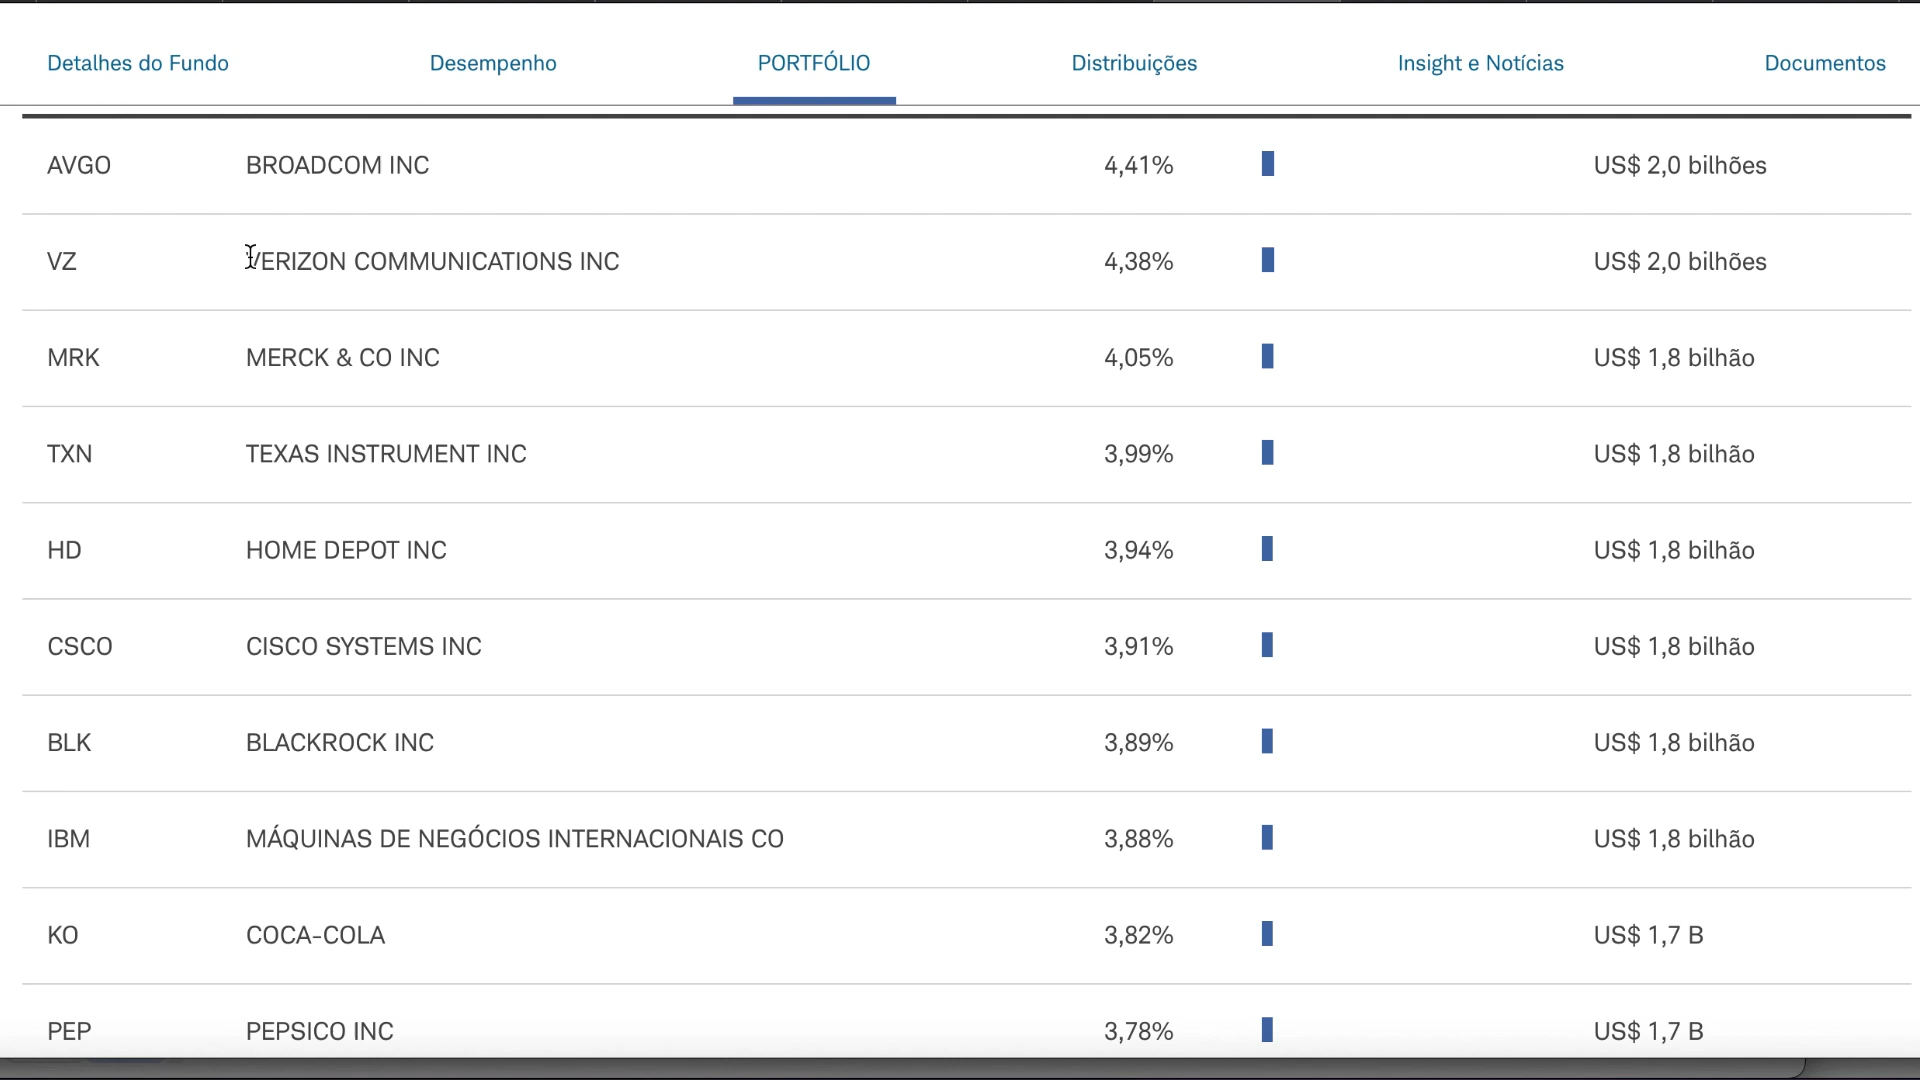 Detalhes do Fundo Desempenho PORTFÓLIO Distribuições Insight e Notícias Documentos
AVGO BROADCOM INC 4,41% US$ 2,0 bilhões
VZ VERIZON COMMUNICATIONS INC 4,38% US$ 2,0 bilhões
MRK MERCK & CO INC 4,05% US$ 1,8 bilhão
TXN TEXAS INSTRUMENT INC 3,99% US$ 1,8 bilhão
HD HOME DEPOT INC 3,94% US$ 1,8 bilhão
CSCO CISCO SYSTEMS INC 3,91% US$ 1,8 bilhão
BLK BLACKROCK INC 3,89% US$ 1,8 bilhão
IBM MÁQUINAS DE NEGÓCIOS INTERNACIONAIS CO 3,88% US$ 1,8 bilhão
KO COCA-COLA 3,82% US$ 1,7 B
PEP PEPSICO INC 3,78% US$ 1,7 B